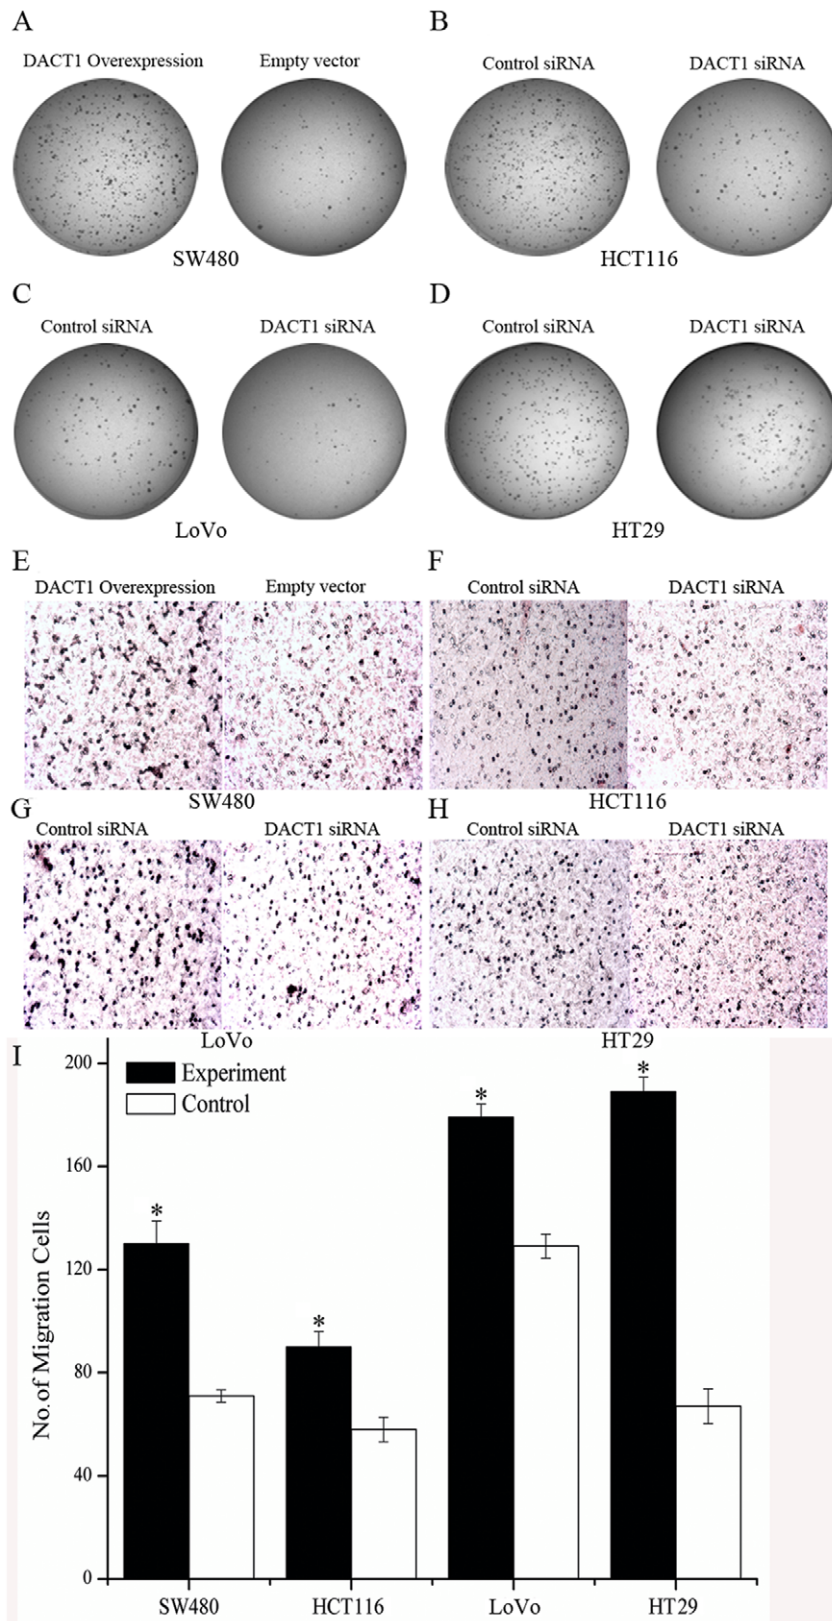 A
B
DACT1 Overexpression
Empty vector
Control siRNA
DACT1 siRNA
SW480
HCT116
C
D
Control siRNA
DACT1 siRNA
Control siRNA
DACT1 siRNA
LoVo
HT29
E
F
DACT1 Overexpression
Empty vector
Control siRNA
DACT1 siRNA
SW480
HCT116
G
H
Control siRNA
DACT1 siRNA
Control siRNA
DACT1 siRNA
LoVo
HT29
I
200
160
120
80
40
0
No.of Migration Cells
Experiment
Control
*
*
*
*
SW480
HCT116
LoVo
HT29